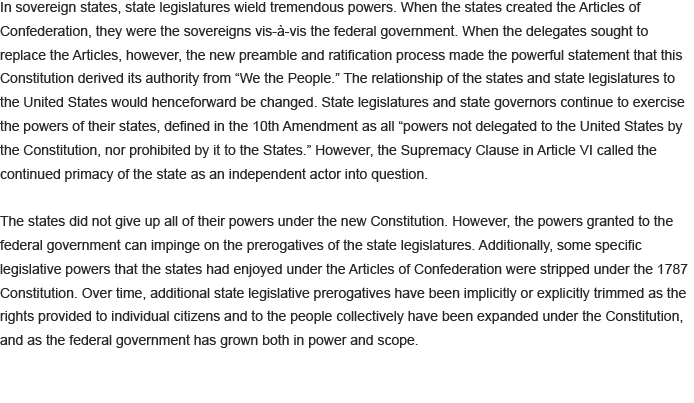 In sovereign states, state legislatures wield tremendous powers. When the states created the Articles of
Confederation, they were the sovereigns vis-à-vis the federal government. When the delegates sought to
replace the Articles, however, the new preamble and ratification process made the powerful statement that this
Constitution derived its authority from “We the People.” The relationship of the states and state legislatures to
the United States would henceforward be changed. State legislatures and state governors continue to exercise
the powers of their states, defined in the 10th Amendment as all “powers not delegated to the United States by
the Constitution, nor prohibited by it to the States.” However, the Supremacy Clause in Article VI called the
continued primacy of the state as an independent actor into question.

The states did not give up all of their powers under the new Constitution. However, the powers granted to the
federal government can impinge on the prerogatives of the state legislatures. Additionally, some specific
legislative powers that the states had enjoyed under the Articles of Confederation were stripped under the 1787
Constitution. Over time, additional state legislative prerogatives have been implicitly or explicitly trimmed as the
rights provided to individual citizens and to the people collectively have been expanded under the Constitution,
and as the federal government has grown both in power and scope.